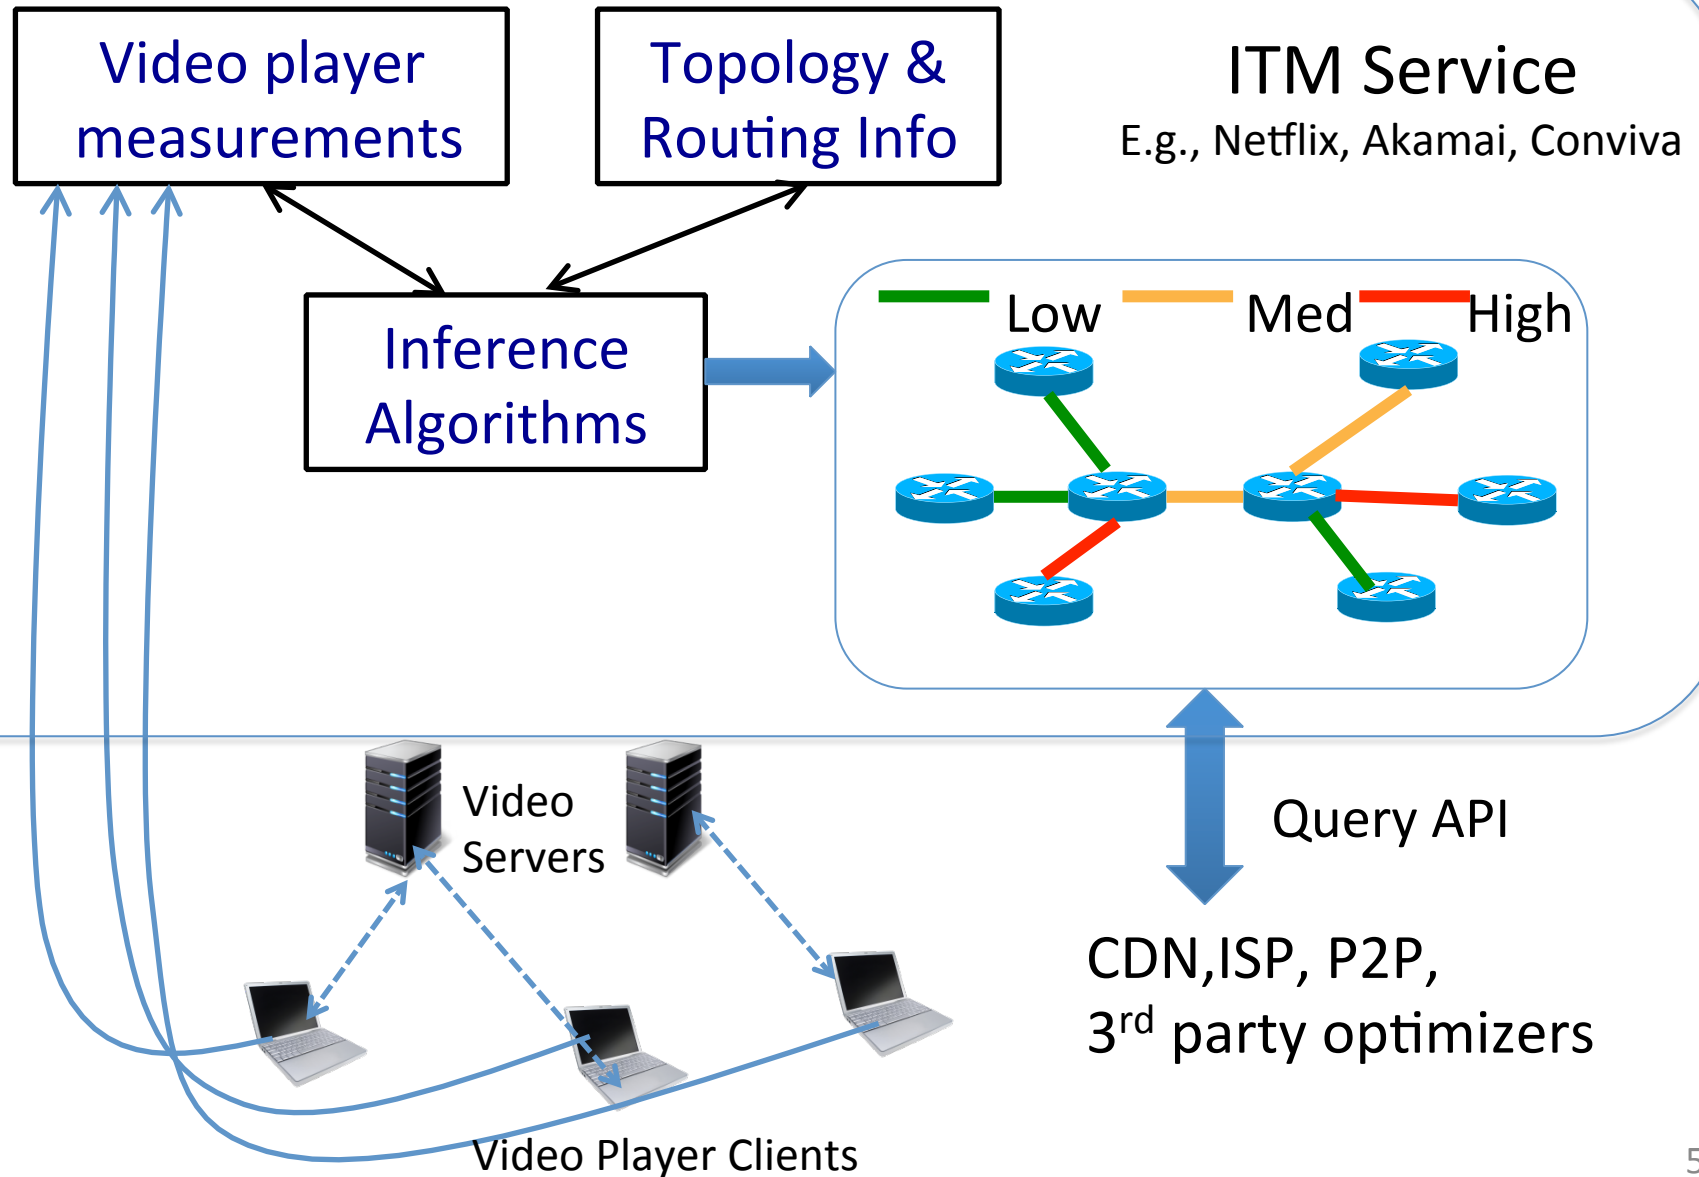 Video player
measurements
Topology &
Routing Info
ITM Service
E.g., Netflix, Akamai, Conviva
Inference
Algorithms
Low
Med
High
Video
Servers
Query API
CDN,ISP, P2P,
3rd party optimizers
Video Player Clients
5